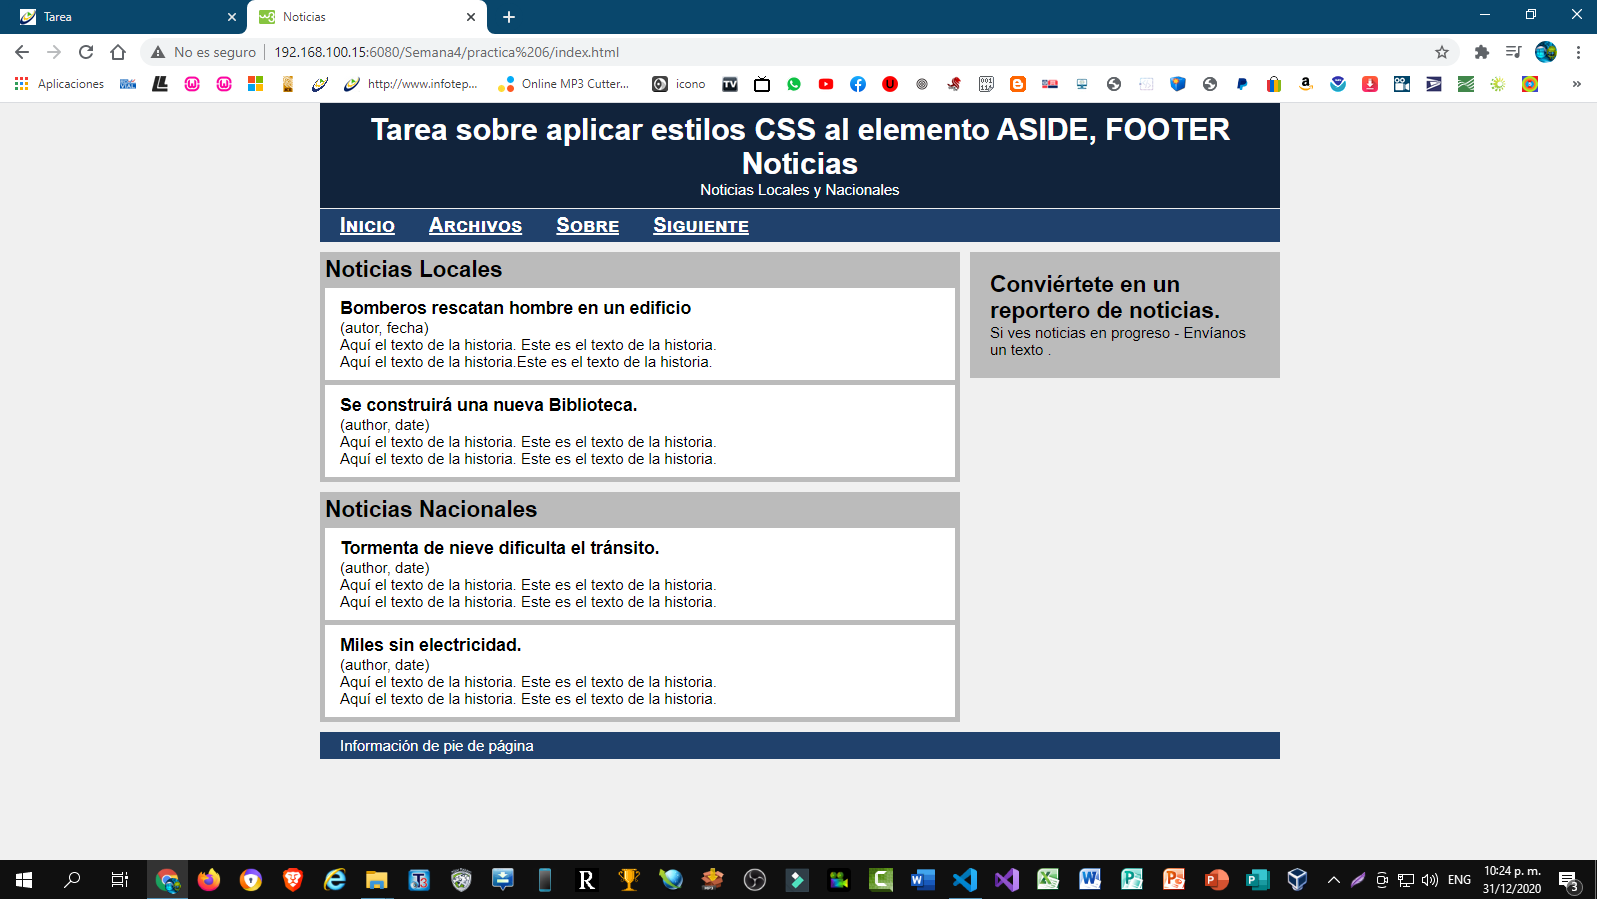 Tarea
Noticias
No es seguro
192.168.100.15:6080/Semana4/practica%206/index.html
Aplicaciones
http://www.infotep...
Online MP3 Cutter...
icono
Tarea sobre aplicar estilos CSS al elemento ASIDE, FOOTER
Noticias
Noticias Locales y Nacionales
Inicio Archivos Sobre Siguiente
Noticias Locales
Bomberos rescatan hombre en un edificio
(autor, fecha)
Aquí el texto de la historia. Este es el texto de la historia.
Aquí el texto de la historia.Este es el texto de la historia.
Se construirá una nueva Biblioteca.
(author, date)
Aquí el texto de la historia. Este es el texto de la historia.
Aquí el texto de la historia. Este es el texto de la historia.
Noticias Nacionales
Tormenta de nieve dificulta el tránsito.
(author, date)
Aquí el texto de la historia. Este es el texto de la historia.
Aquí el texto de la historia. Este es el texto de la historia.
Miles sin electricidad.
(author, date)
Aquí el texto de la historia. Este es el texto de la historia.
Aquí el texto de la historia. Este es el texto de la historia.
Conviértete en un
reportero de noticias.
Si ves noticias en progreso - Envíanos
un texto .
Información de pie de página
ENG
10:24 p. m.
31/12/2020
3